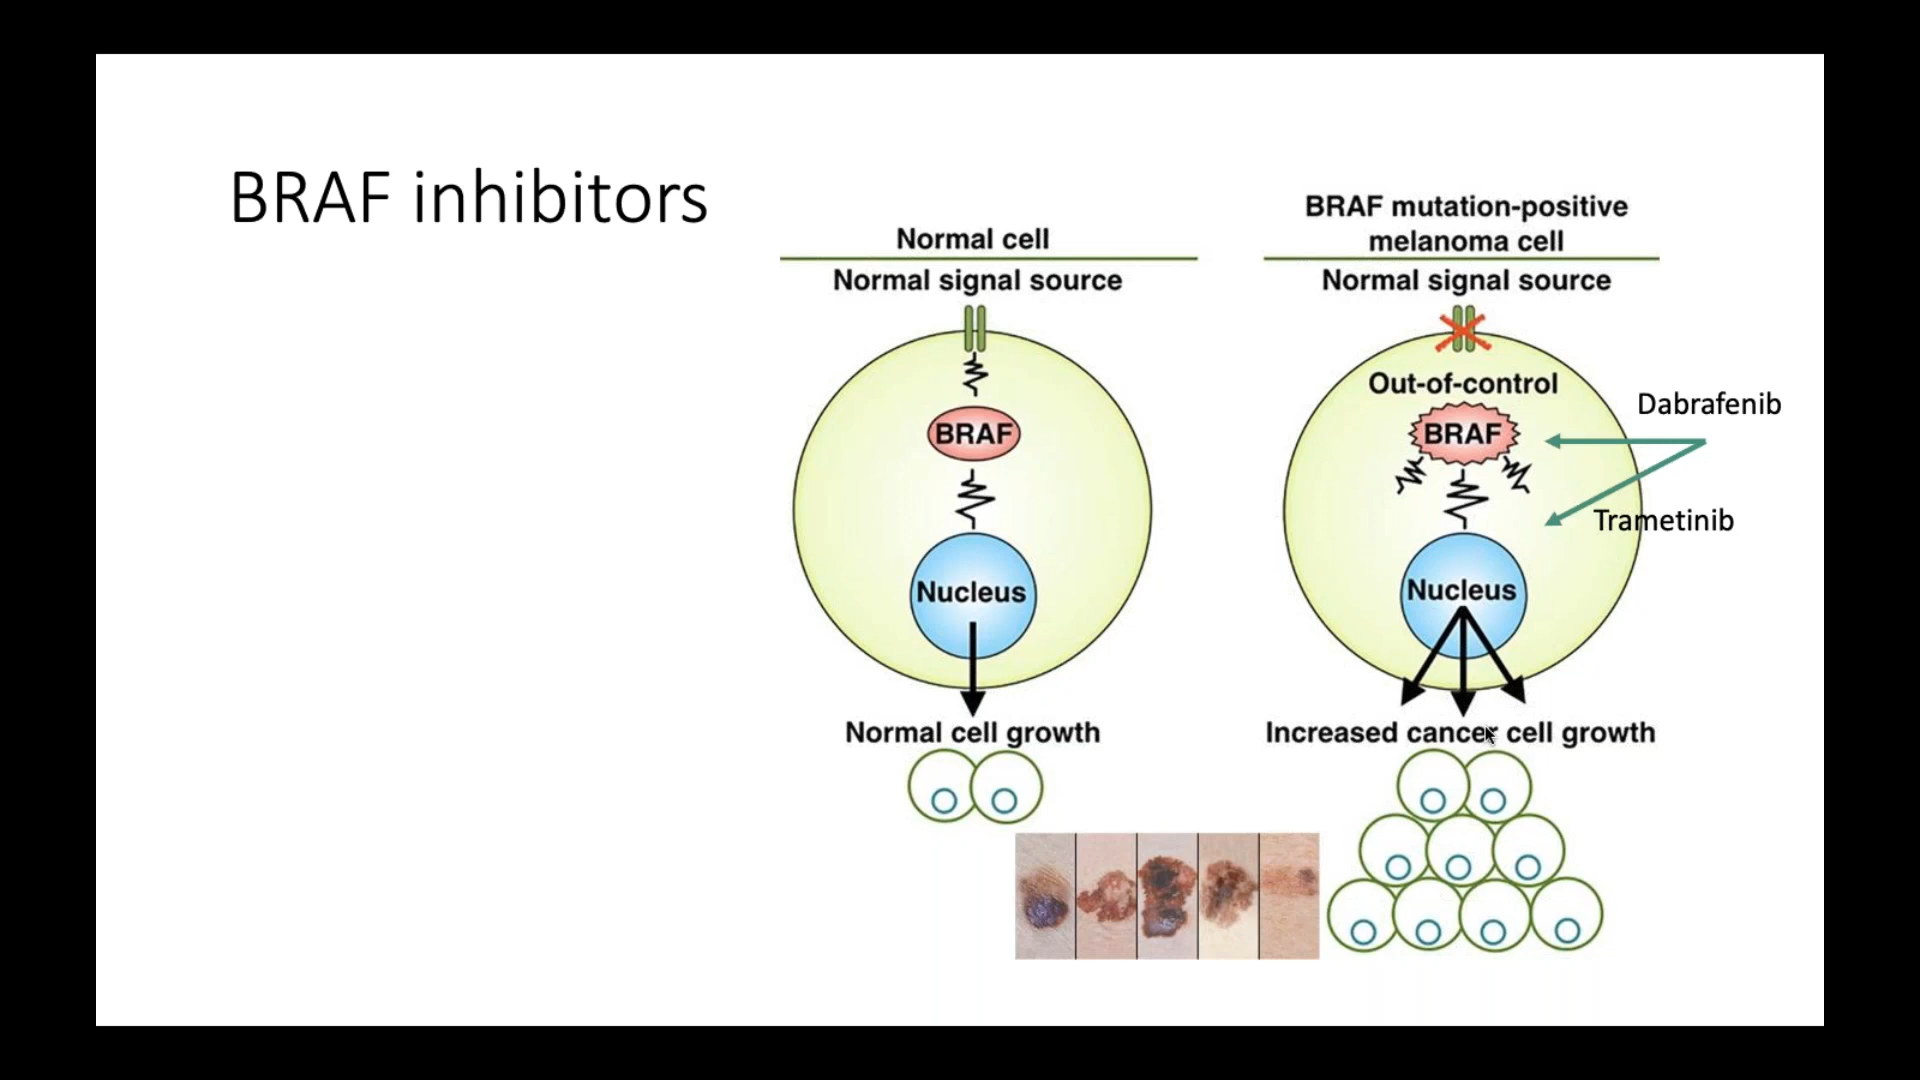 BRAF inhibitors
Normal cell
Normal signal source
BRAF
Nucleus
Normal cell growth
BRAF mutation-positive
melanoma cell
Normal signal source
Out-of-control
BRAF
Nucleus
Increased cancer cell growth
Dabrafenib
Trametinib